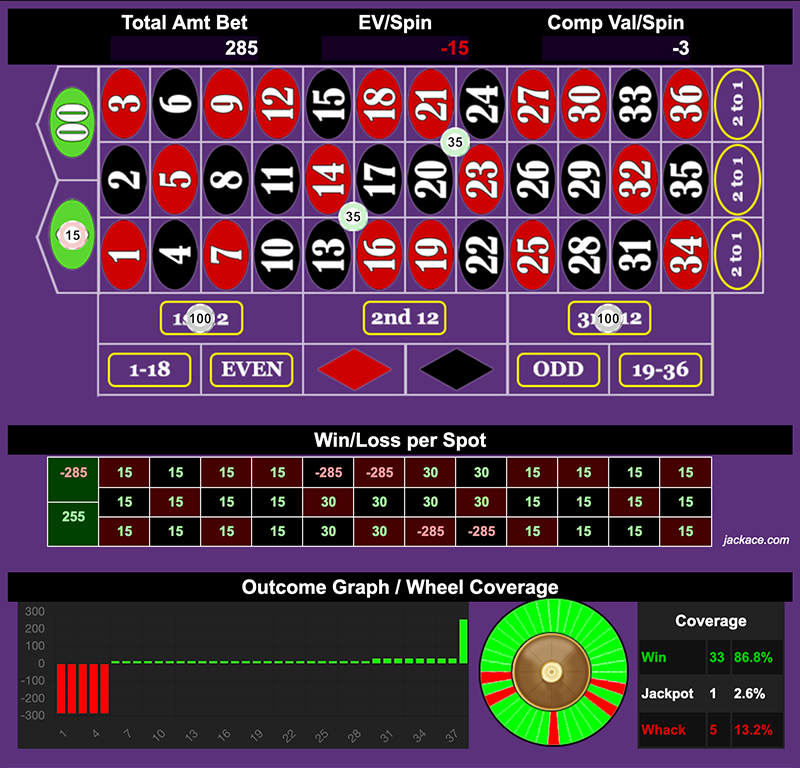 Total Amt Bet EV/Spin Comp Val/Spin
285 -15 -3
00 3 6 9 12 15 18 21 24 27 30 33 36 2 to 1
35
2 5 8 11 14 17 20 23 26 29 32 35 2 to 1
35
15 1 4 7 10 13 16 19 22 25 28 31 34 2 to 1
100 2nd 12 100 12
1-18 EVEN ODD 19-36
Win/Loss per Spot
-285 15 15 15 15 -285 -285 30 30 15 15 15 15
15 15 15 15 30 30 30 30 15 15 15 15
255 15 15 15 15 30 30 -285 -285 15 15 15 15
jackace.com
Outcome Graph / Wheel Coverage
300
200
100
0
-100
-200
-300
1 4 7 10 13 16 19 22 25 28 31 34 37
Coverage
Win 33 86.8%
Jackpot 1 2.6%
Whack 5 13.2%